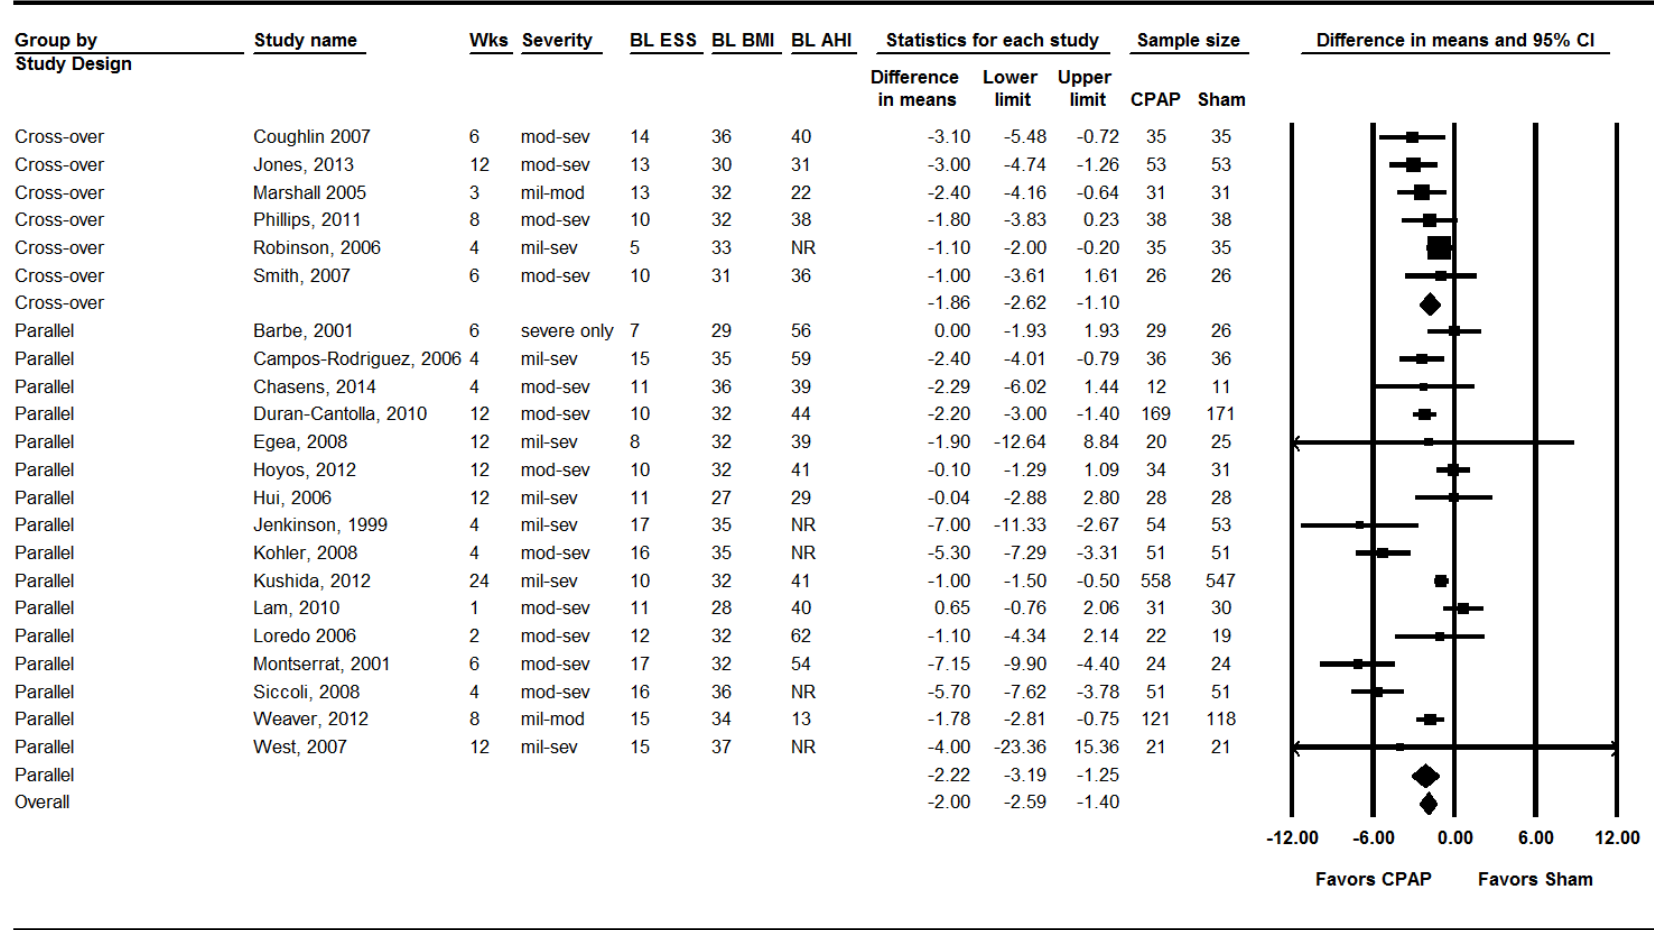 Group by Study name Wks Severity BL ESS BL BMI BL AHI Statistics for each study Sample size Difference in means and 95% CI
Study Design
Difference in means Lower limit Upper limit CPAP Sham
Cross-over Coughlin 2007 6 mod-sev 14 36 40 -3.10 -5.48 -0.72 35 35
Cross-over Jones, 2013 12 mod-sev 13 30 31 -3.00 -4.74 -1.26 53 53
Cross-over Marshall 2005 3 mil-mod 13 32 22 -2.40 -4.16 -0.64 31 31
Cross-over Phillips, 2011 8 mod-sev 10 32 38 -1.80 -3.83 0.23 38 38
Cross-over Robinson, 2006 4 mil-sev 5 33 NR -1.10 -2.00 -0.20 35 35
Cross-over Smith, 2007 6 mod-sev 10 31 36 -1.00 -3.61 1.61 26 26
Cross-over -1.86 -2.62 -1.10
Parallel Barbe, 2001 6 severe only 7 29 56 0.00 -1.93 1.93 29 26
Parallel Campos-Rodriguez, 2006 4 mil-sev 15 35 59 -2.40 -4.01 -0.79 36 36
Parallel Chasens, 2014 4 mod-sev 11 36 39 -2.29 -6.02 1.44 12 11
Parallel Duran-Cantolla, 2010 12 mod-sev 10 32 44 -2.20 -3.00 -1.40 169 171
Parallel Egea, 2008 12 mil-sev 8 32 39 -1.90 -12.64 8.84 20 25
Parallel Hoyos, 2012 12 mod-sev 10 32 41 -0.10 -1.29 1.09 34 31
Parallel Hui, 2006 12 mil-sev 11 27 29 -0.04 -2.88 2.80 28 28
Parallel Jenkinson, 1999 4 mil-sev 17 35 NR -7.00 -11.33 -2.67 54 53
Parallel Kohler, 2008 4 mod-sev 16 35 NR -5.30 -7.29 -3.31 51 51
Parallel Kushida, 2012 24 mil-sev 10 32 41 -1.00 -1.50 -0.50 558 547
Parallel Lam, 2010 1 mod-sev 11 28 40 0.65 -0.76 2.06 31 30
Parallel Loredo 2006 2 mod-sev 12 32 62 -1.10 -4.34 2.14 22 19
Parallel Montserrat, 2001 6 mod-sev 17 32 54 -7.15 -9.90 -4.40 24 24
Parallel Siccoli, 2008 4 mod-sev 16 36 NR -5.70 -7.62 -3.78 51 51
Parallel Weaver, 2012 8 mil-mod 15 34 13 -1.78 -2.81 -0.75 121 118
Parallel West, 2007 12 mil-sev 15 37 NR -4.00 -23.36 15.36 21 21
Parallel -2.22 -3.19 -1.25
Overall -2.00 -2.59 -1.40
-12.00 -6.00 0.00 6.00 12.00
Favors CPAP Favors Sham